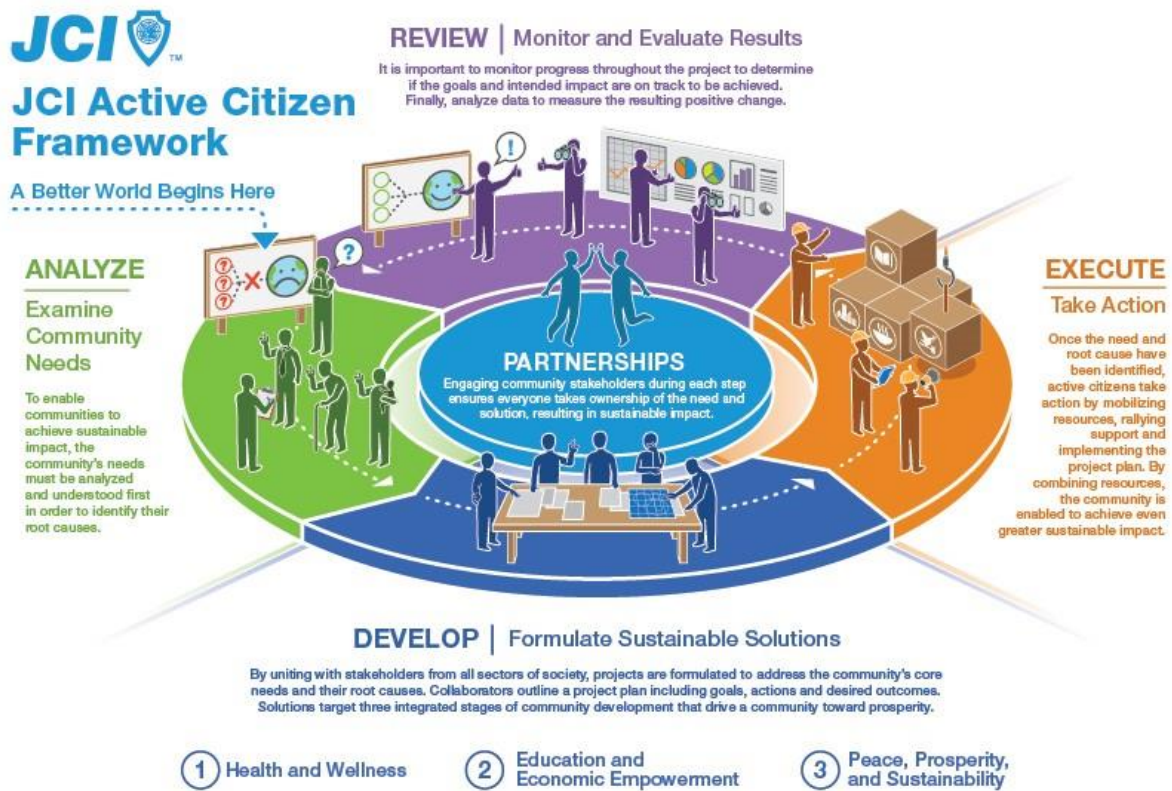 JCI
TM
JCI Active Citizen
Framework
A Better World Begins Here
REVIEW | Monitor and Evaluate Results
It is important to monitor progress throughout the project to determine
if the goals and intended impact are on track to be achieved.
Finally, analyze data to measure the resulting positive change.
!
?
?
?
?
ANALYZE
Examine
Community
Needs
To enable
communities to
achieve sustainable
impact, the
community's needs
must be analyzed
and understood first
in order to identify their
root causes.
PARTNERSHIPS
Engaging community stakeholders during each step
ensures everyone takes ownership of the need and
solution, resulting in sustainable impact.
EXECUTE
Take Action
Once the need and
root cause have
been identified,
active citizens take
action by mobilizing
resources, rallying
support and
implementing the
project plan. By
combining resources,
the community is
enabled to achieve even
greater sustainable impact.
DEVELOP | Formulate Sustainable Solutions
By uniting with stakeholders from all sectors of society, projects are formulated to address the community's core
needs and their root causes. Collaborators outline a project plan including goals, actions and desired outcomes.
Solutions target three integrated stages of community development that drive a community toward prosperity.
1 Health and Wellness
2 Education and
Economic Empowerment
3 Peace, Prosperity,
and Sustainability